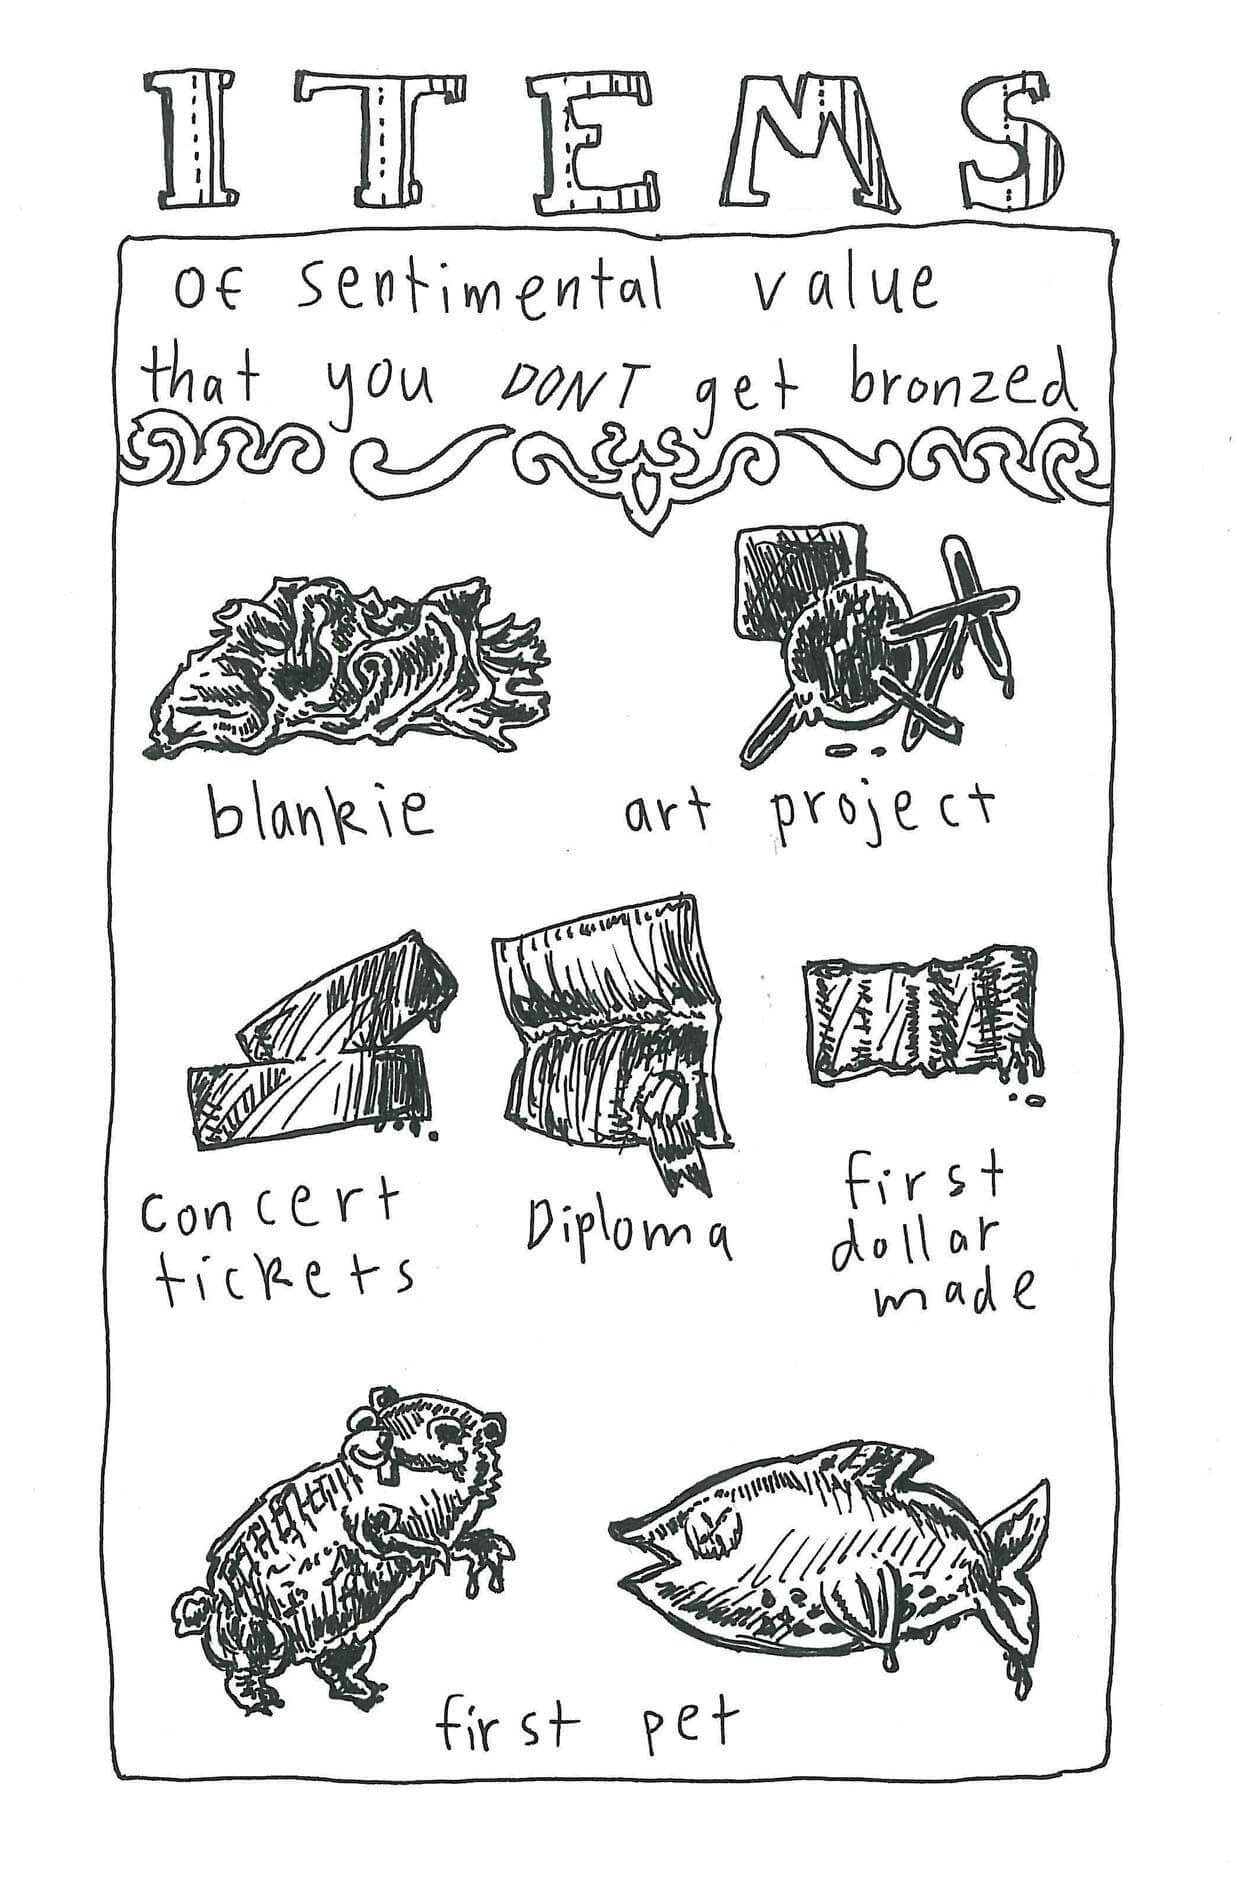 ITEMS
of sentimental value
that you DONT get bronzed
blankie
art project
concert
tickets
Diploma
first
dollar
made
first pet